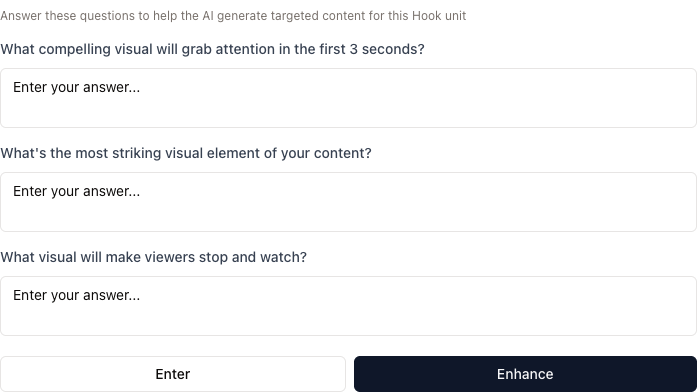 Answer these questions to help the AI generate targeted content for this Hook unit
What compelling visual will grab attention in the first 3 seconds?
Enter your answer...
What's the most striking visual element of your content?
Enter your answer...
What visual will make viewers stop and watch?
Enter your answer...
Enter
Enhance